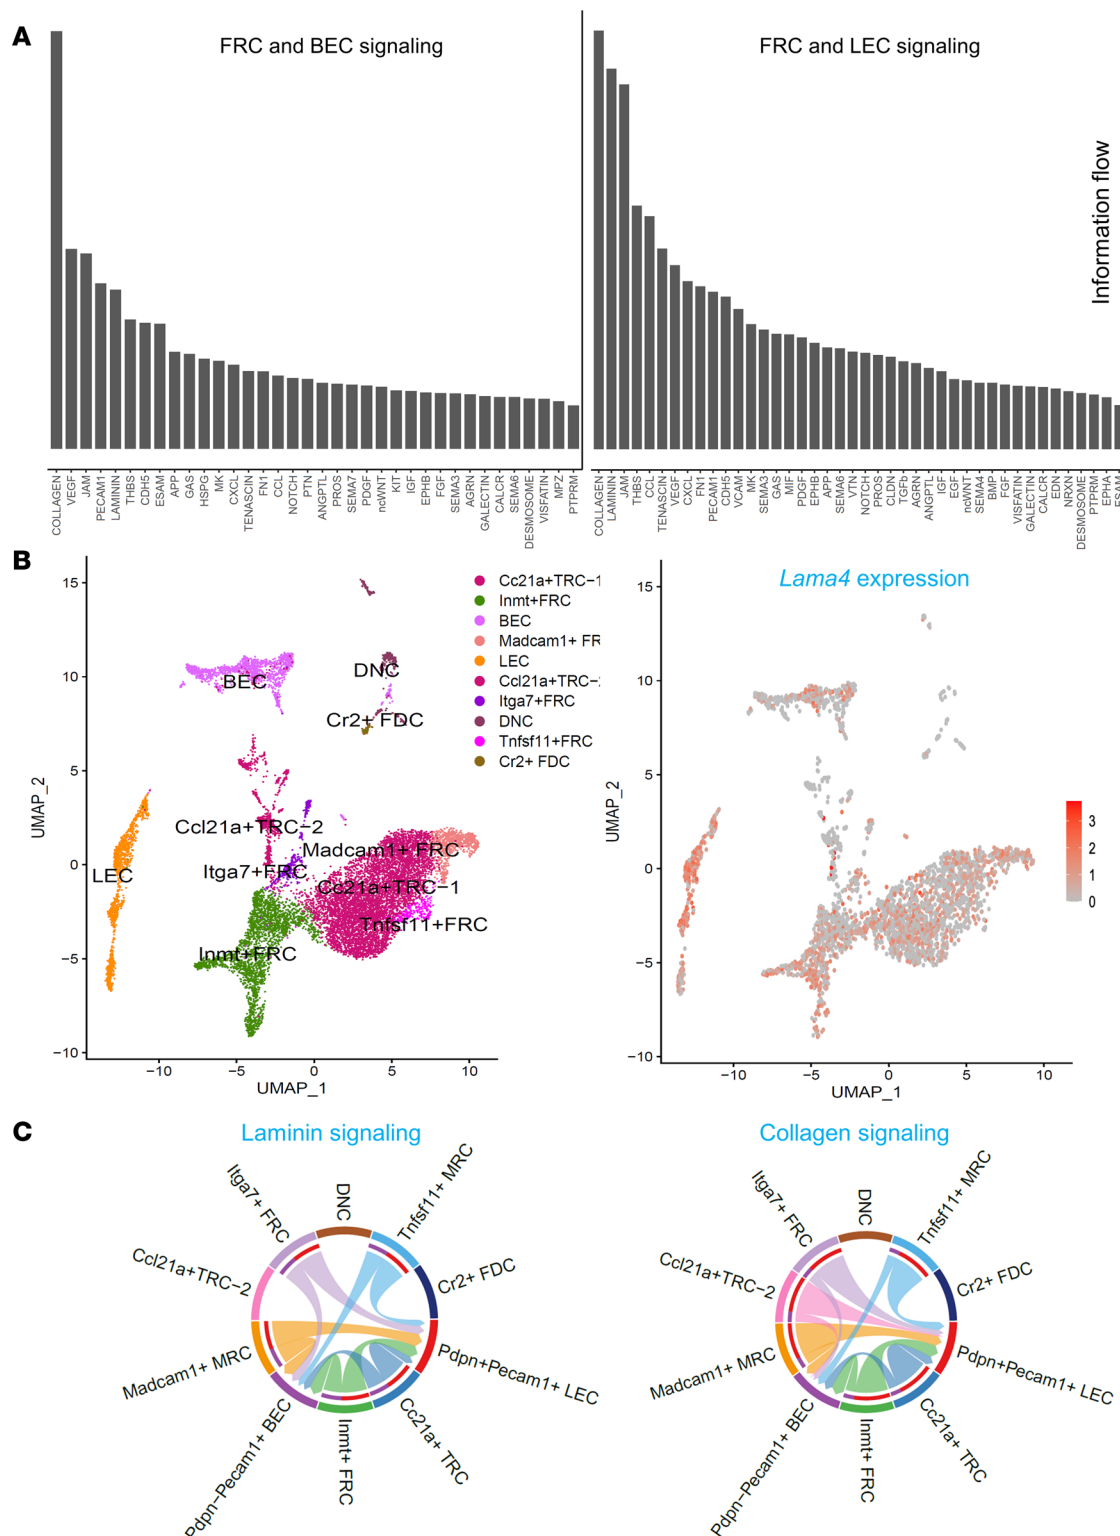 A
FRC and BEC signaling
FRC and LEC signaling
Information flow
COLLAGEN
VEGF
JAM
PECAM1
LAMININ
THBS
CDH5
ESAM
APP
GAS
HSPG
MK
CXCL
TENASCIN
FN1
CCL
NOTCH
PTN
ANGPTL
PROS
SEMA7
PDGF
ncWNT
KIT
IGF
EPHB
FGF
SEMA3
AGRN
GALECTIN
CALCR
SEMA6
DESMOSOME
VISFATIN
MPZ
PTPRM
COLLAGEN
LAMININ
JAM
THBS
CCL
TENASCIN
VEGF
CXCL
FN1
PECAM1
CDH5
VCAM
MK
SEMA3
GAS
MIF
PDGF
EPHB
APP
SEMA6
VTN
NOTCH
PROS
CLDN
TGFb
AGRN
ANGPTL
IGF
EGF
ncWNT
SEMA4
BMP
FGF
VISFATIN
GALECTIN
CALCR
EDN
NRXN
DESMOSOME
PTPRM
EPHA
ESAM
B
15
10
5
0
−5
−10
UMAP_2
−10
−5
0
5
10
UMAP_1
BEC
DNC
Cr2+ FDC
Ccl21a+TRC−2
Madcam1+ FRC
Itga7+FRC
LEC
Cc21a+TRC−1
Tnfsf11+FRC
Inmt+FRC
Cc21a+TRC−1
Inmt+FRC
BEC
Madcam1+ FR
LEC
Ccl21a+TRC−
Itga7+FRC
DNC
Tnfsf11+FRC
Cr2+ FDC
Lama4 expression
15
10
5
0
−5
−10
UMAP_2
−10
−5
0
5
10
UMAP_1
3
2
1
0
C
Laminin signaling
Itga7+ FRC
DNC
Tnfsf11+ MRC
Ccl21a+TRC−2
Cr2+ FDC
Madcam1+ MRC
Pdpn+Pecam1+ LEC
Pdpn−Pecam1+ BEC
Inmt+ FRC
Cc21a+ TRC
Collagen signaling
Itga7+ FRC
DNC
Tnfsf11+ MRC
Ccl21a+TRC−2
Cr2+ FDC
Madcam1+ MRC
Pdpn+Pecam1+ LEC
Pdpn−Pecam1+ BEC
Inmt+ FRC
Cc21a+ TRC